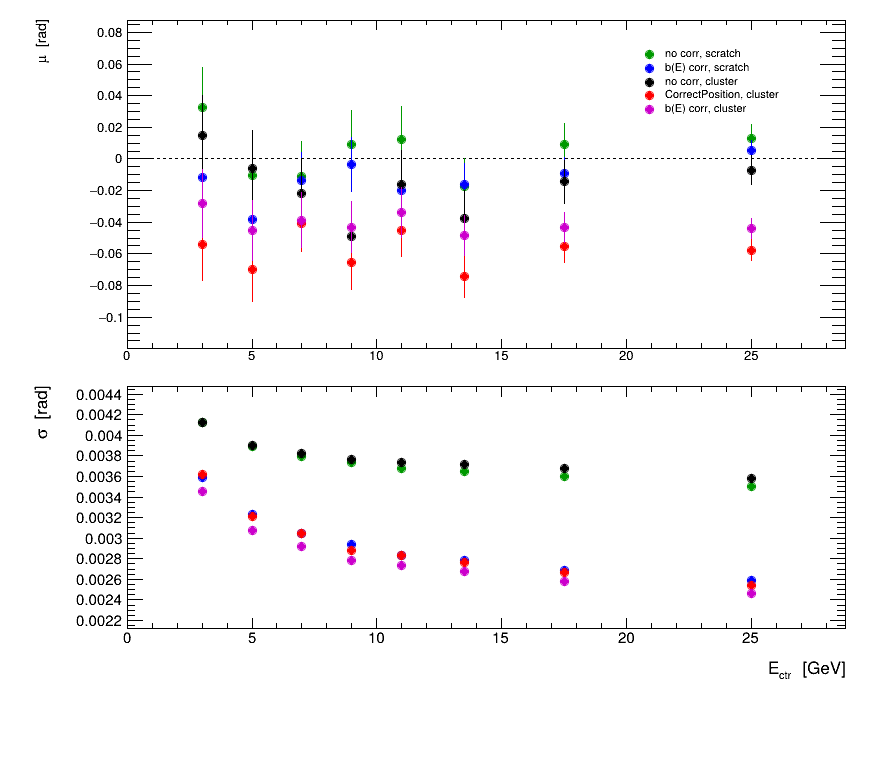 μ [rad]
0.08
0.06
0.04
0.02
0
−0.02
−0.04
−0.06
−0.08
−0.1
no corr, scratch
b(E) corr, scratch
no corr, cluster
CorrectPosition, cluster
b(E) corr, cluster
0 5 10 15 20 25
σ [rad]
0.0044
0.0042
0.004
0.0038
0.0036
0.0034
0.0032
0.003
0.0028
0.0026
0.0024
0.0022
0 5 10 15 20 25
E_ctr [GeV]